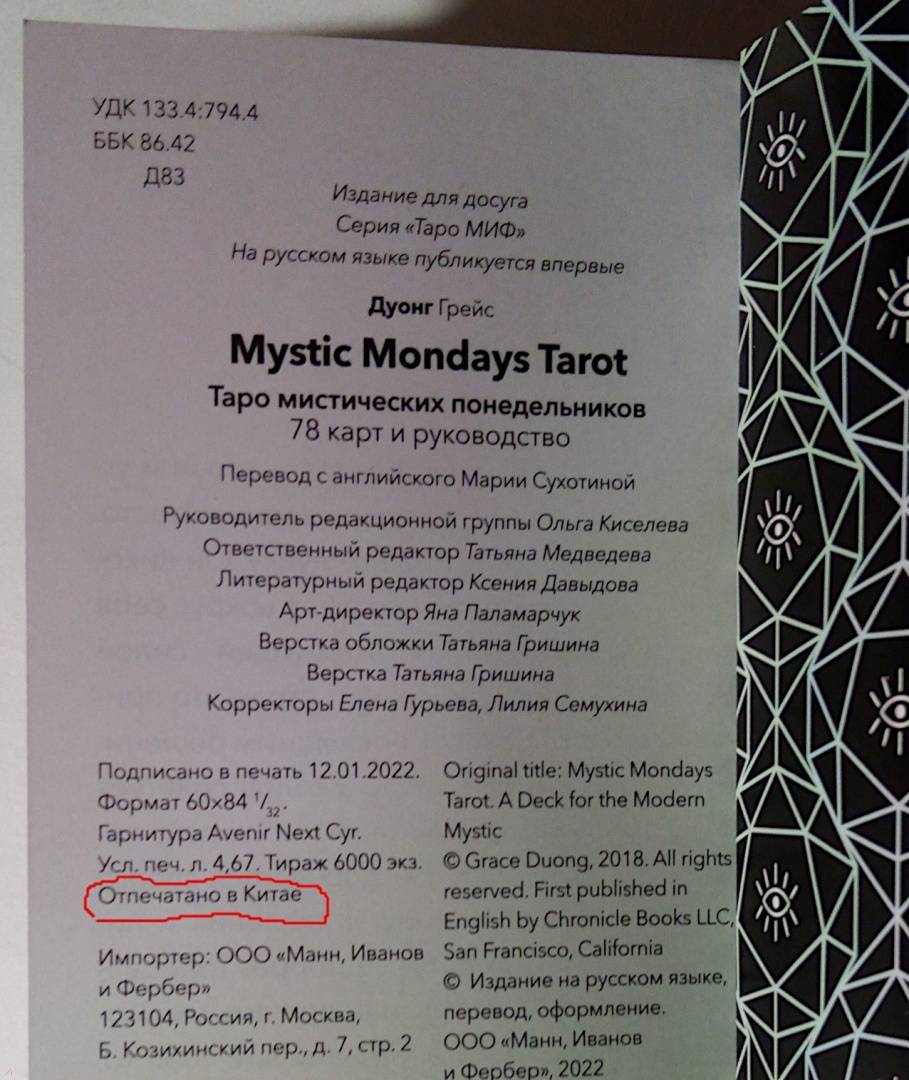 УДК 133.4:794.4
ББК 86.42
Д83
Издание для досуга
Серия «Таро МИФ»
На русском языке публикуется впервые
Дуонг Грейс
Mystic Mondays Tarot
Таро мистических понедельников
78 карт и руководство
Перевод с английского Марии Сухотиной
Руководитель редакционной группы Ольга Киселева
Ответственный редактор Татьяна Медведева
Литературный редактор Ксения Давыдова
Арт-директор Яна Паламарчук
Верстка обложки Татьяна Гришина
Верстка Татьяна Гришина
Корректоры Елена Гурьева, Лилия Семухина
Подписано в печать 12.01.2022.
Формат 60×84 1/32.
Гарнитура Avenir Next Cyr.
Усл. печ. л. 4,67. Тираж 6000 экз.
Отпечатано в Китае
Импортер: ООО «Манн, Иванов
и Фербер»
123104, Россия, г. Москва,
Б. Козихинский пер., д. 7, стр. 2
Original title: Mystic Mondays
Tarot. A Deck for the Modern
Mystic
© Grace Duong, 2018. All rights
reserved. First published in
English by Chronicle Books LLC,
San Francisco, California
© Издание на русском языке,
перевод, оформление.
ООО «Манн, Иванов
и Фербер», 2022